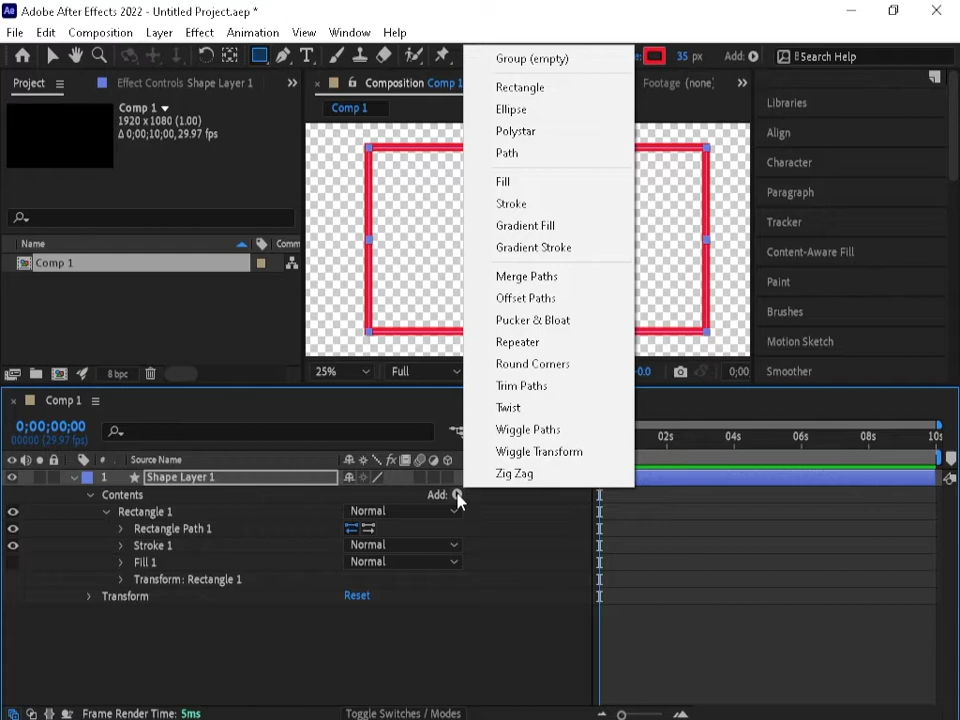 Ae Adobe After Effects 2022 - Untitled Project.aep *
File Edit Composition Layer Effect Animation View Window Help
35 px Add: Search Help
Project Effect Controls Shape Layer 1 Composition Comp 1 Footage (none)
Comp 1
1920 x 1080 (1.00)
Δ 0;00;10;00, 29.97 fps
Comp 1
Name Comm
Comp 1
8 bpc
25% Full 0.0 0;00
Group (empty)
Rectangle
Ellipse
Polystar
Path
Fill
Stroke
Gradient Fill
Gradient Stroke
Merge Paths
Offset Paths
Pucker & Bloat
Repeater
Round Corners
Trim Paths
Twist
Wiggle Paths
Wiggle Transform
Zig Zag
Libraries
Align
Character
Paragraph
Tracker
Content-Aware Fill
Paint
Brushes
Motion Sketch
Smoother
Comp 1
0;00;00;00
00000 (29.97 fps)
02s 04s 06s 08s 10s
# Source Name
1 Shape Layer 1
Contents Add:
Rectangle 1 Normal
Rectangle Path 1
Stroke 1 Normal
Fill 1 Normal
Transform: Rectangle 1
Transform Reset
Frame Render Time: 5ms Toggle Switches / Modes